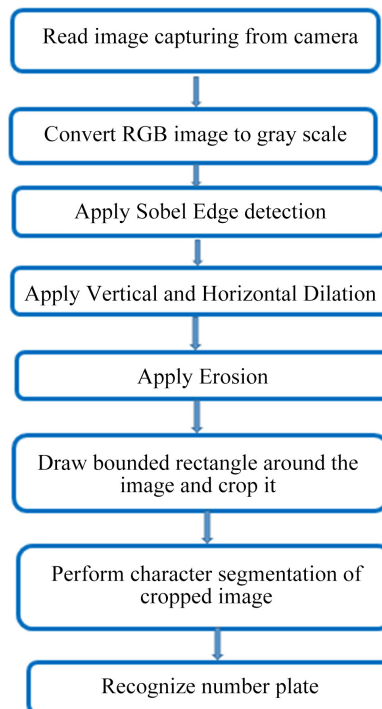 Read image capturing from camera
Convert RGB image to gray scale
Apply Sobel Edge detection
Apply Vertical and Horizontal Dilation
Apply Erosion
Draw bounded rectangle around the
image and crop it
Perform character segmentation of
cropped image
Recognize number plate